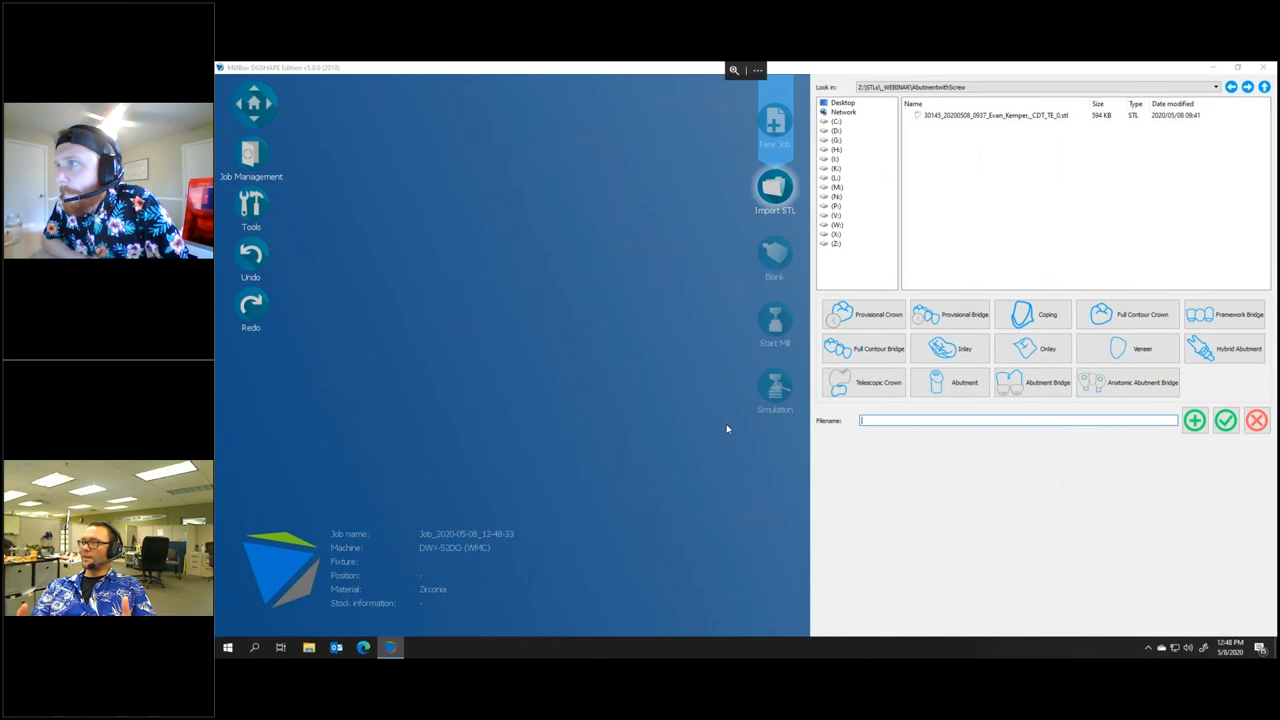 MillBox DGSHAPE Edition v5.0.0 (2019)
Job Management
Tools
Undo
Redo
New Job
Import STL
Blank
Start Mill
Simulation
Job name: Job_2020-05-08_12-48-33
Machine: DWX-52DCi (WMC)
Fixture:
Position: -
Material: Zirconia
Stock information: -
Look in: Z:\STLs\_WEBINAR\AbutmentwithScrew
Desktop
Network
(C:)
(D:)
(G:)
(H:)
(I:)
(K:)
(L:)
(M:)
(N:)
(P:)
(V:)
(W:)
(X:)
(Z:)
Name Size Type Date modified
30145_20200508_0937_Evan_Kemper__CDT_TE_0.stl 594 KB STL 2020/05/08 09:41
Provisional Crown Provisional Bridge Coping Full Contour Crown Framework Bridge
Full Contour Bridge Inlay Onlay Veneer Hybrid Abutment
Telescopic Crown Abutment Abutment Bridge Anatomic Abutment Bridge
Filename:
12:48 PM
5/8/2020